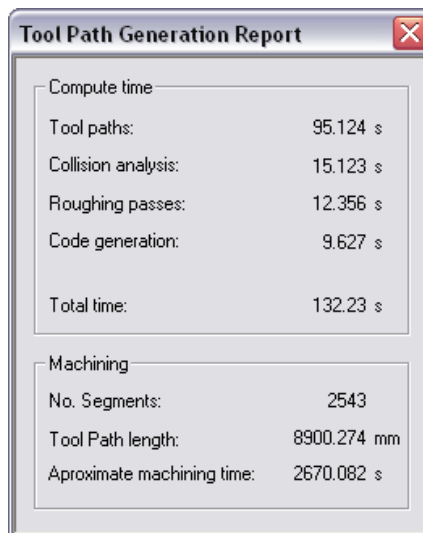 Tool Path Generation Report
Compute time
Tool paths: 95.124 s
Collision analysis: 15.123 s
Roughing passes: 12.356 s
Code generation: 9.627 s
Total time: 132.23 s
Machining
No. Segments: 2543
Tool Path length: 8900.274 mm
Aproximate machining time: 2670.082 s